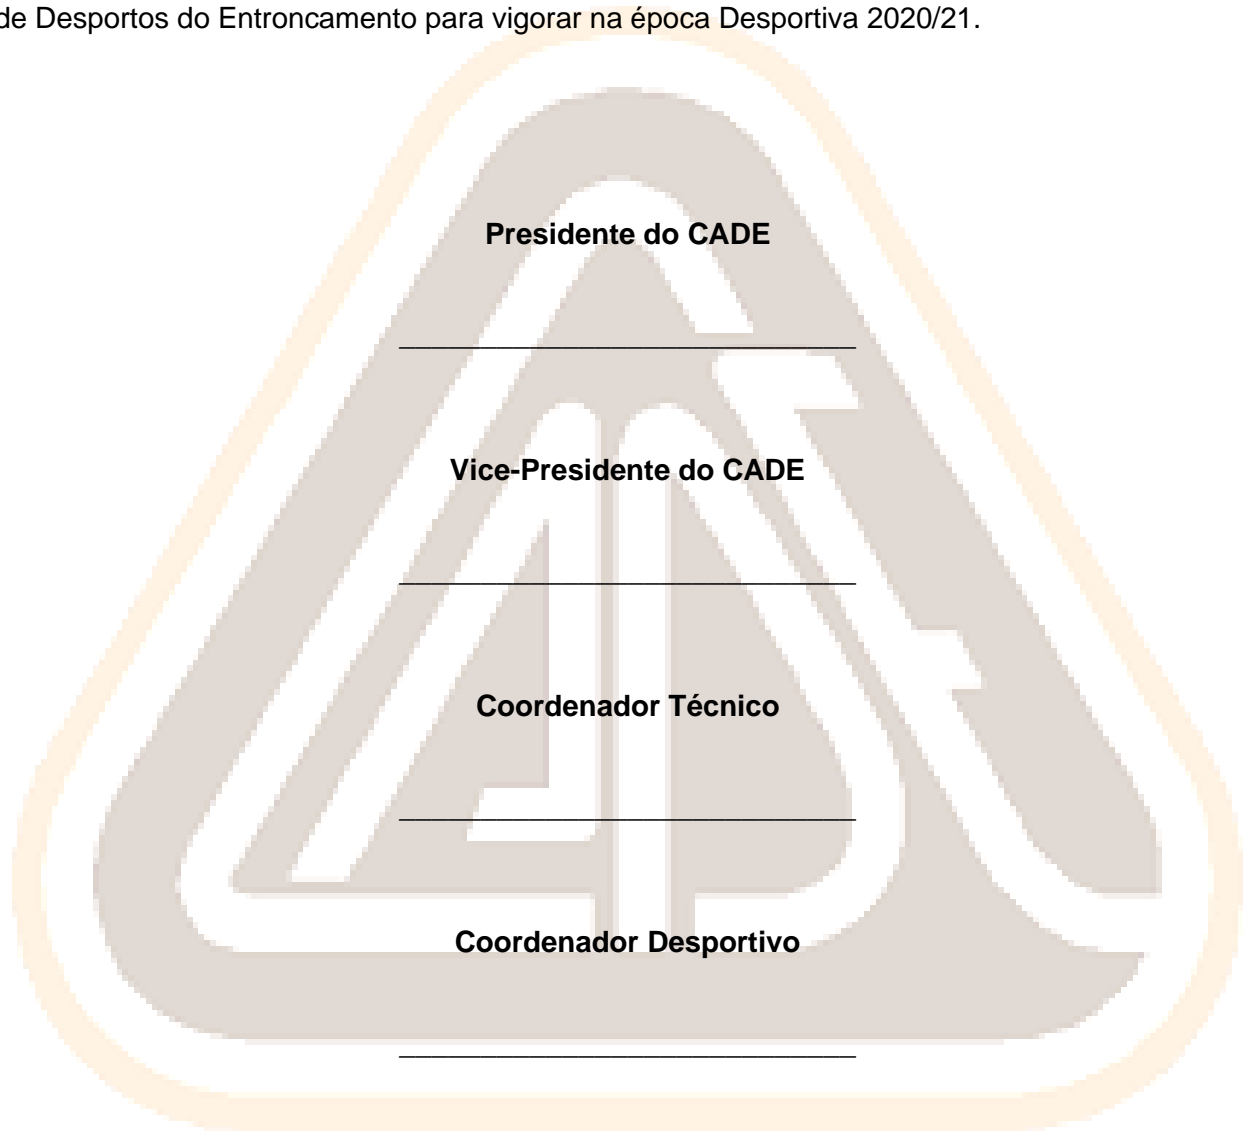 de Desportos do Entroncamento para vigorar na época Desportiva 2020/21.
Presidente do CADE
Vice-Presidente do CADE
Coordenador Técnico
Coordenador Desportivo